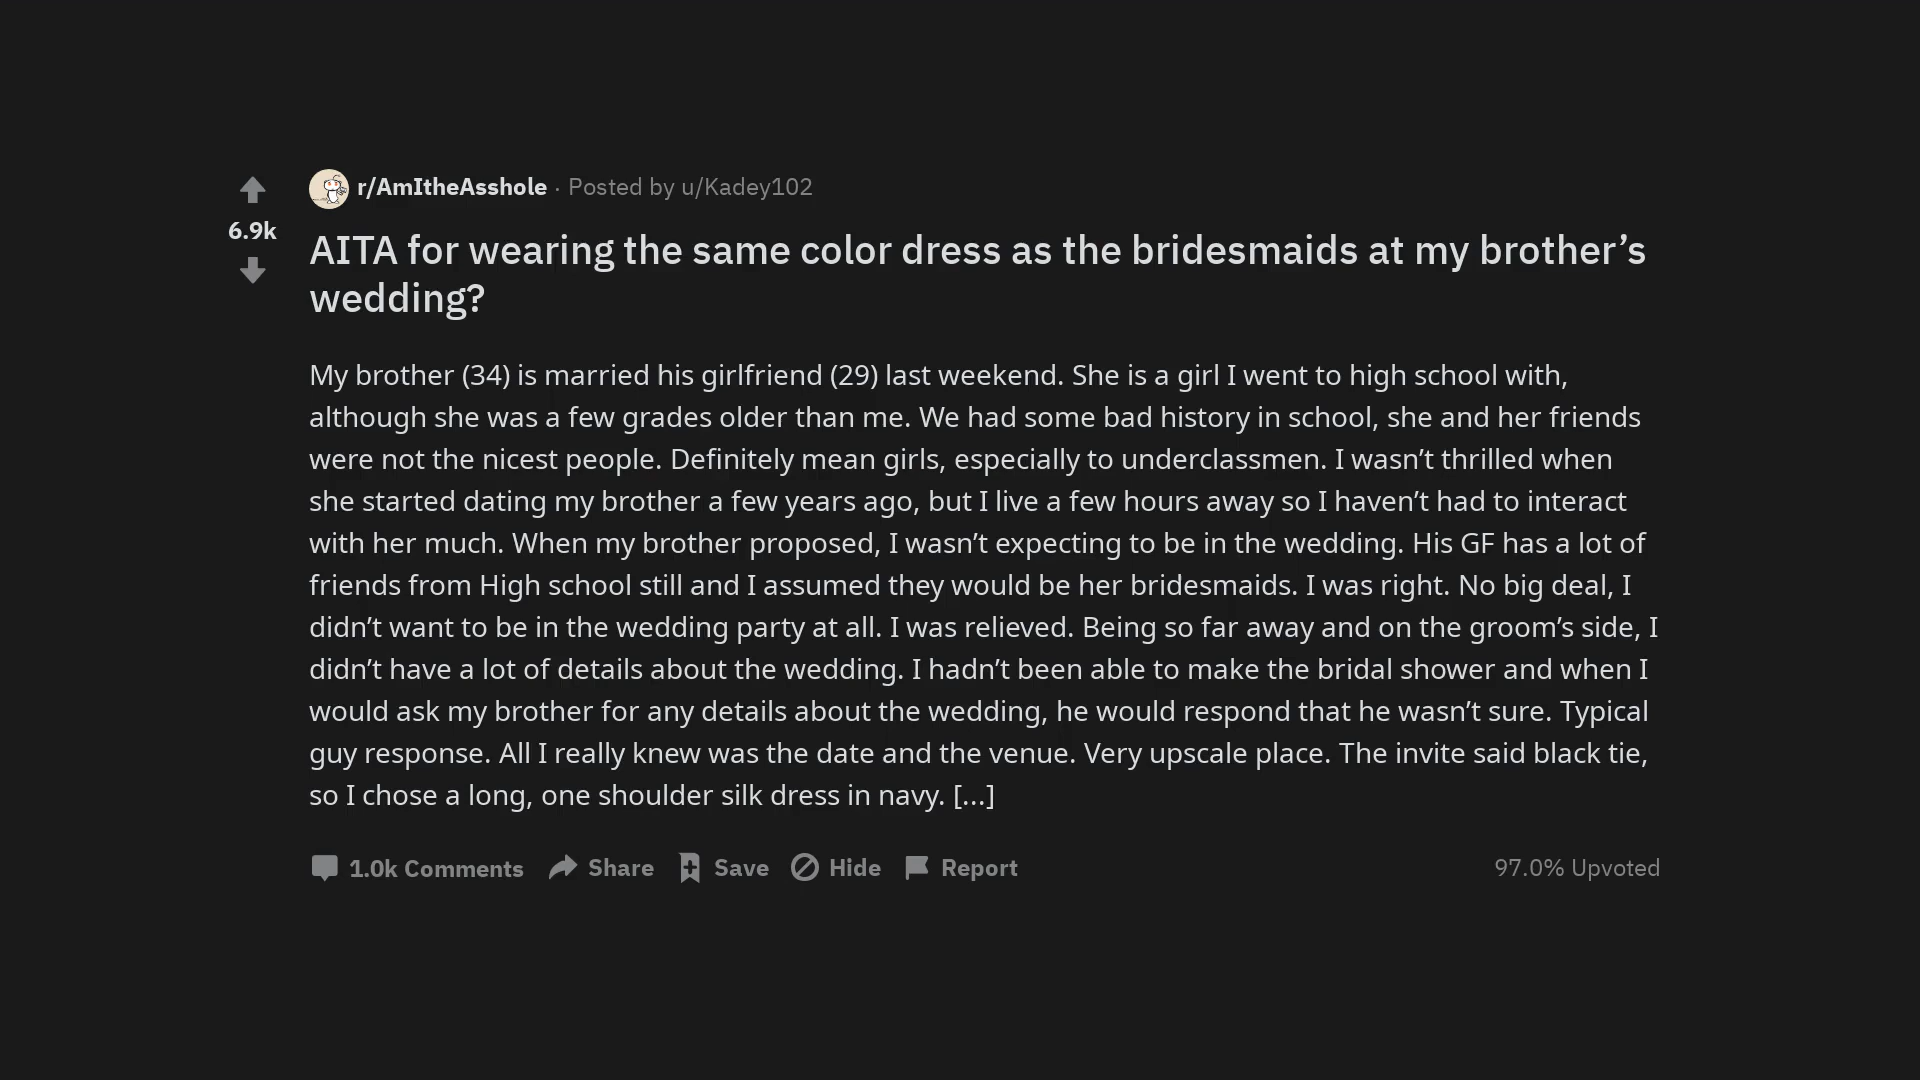 r/AmItheAsshole · Posted by u/Kadey102
6.9k
AITA for wearing the same color dress as the bridesmaids at my brother’s
wedding?
My brother (34) is married his girlfriend (29) last weekend. She is a girl I went to high school with,
although she was a few grades older than me. We had some bad history in school, she and her friends
were not the nicest people. Definitely mean girls, especially to underclassmen. I wasn’t thrilled when
she started dating my brother a few years ago, but I live a few hours away so I haven’t had to interact
with her much. When my brother proposed, I wasn’t expecting to be in the wedding. His GF has a lot of
friends from High school still and I assumed they would be her bridesmaids. I was right. No big deal, I
didn’t want to be in the wedding party at all. I was relieved. Being so far away and on the groom’s side, I
didn’t have a lot of details about the wedding. I hadn’t been able to make the bridal shower and when I
would ask my brother for any details about the wedding, he would respond that he wasn’t sure. Typical
guy response. All I really knew was the date and the venue. Very upscale place. The invite said black tie,
so I chose a long, one shoulder silk dress in navy. [...]
1.0k Comments Share Save Hide Report 97.0% Upvoted